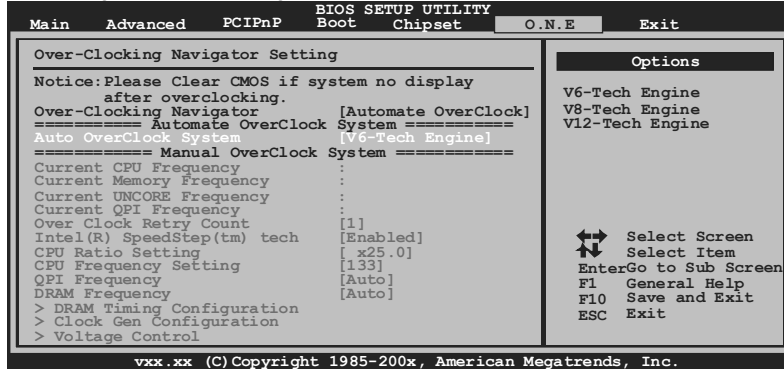 BIOS SETUP UTILITY
Main Advanced PCIPnP Boot Chipset O.N.E Exit
Over-Clocking Navigator Setting
Notice:Please Clear CMOS if system no display
after overclocking.
Over-Clocking Navigator [Automate OverClock]
=========== Automate OverClock System ===========
Auto OverClock System [V6-Tech Engine]
============ Manual OverClock System ============
Current CPU Frequency :
Current Memory Frequency :
Current UNCORE Frequency :
Current QPI Frequency :
Over Clock Retry Count [1]
Intel(R) SpeedStep(tm) tech [Enabled]
CPU Ratio Setting [ x25.0]
CPU Frequency Setting [133]
QPI Frequency [Auto]
DRAM Frequency [Auto]
> DRAM Timing Configuration
> Clock Gen Configuration
> Voltage Control
Options
V6-Tech Engine
V8-Tech Engine
V12-Tech Engine
Select Screen
Select Item
EnterGo to Sub Screen
F1 General Help
F10 Save and Exit
ESC Exit
vxx.xx (C)Copyright 1985-200x, American Megatrends, Inc.